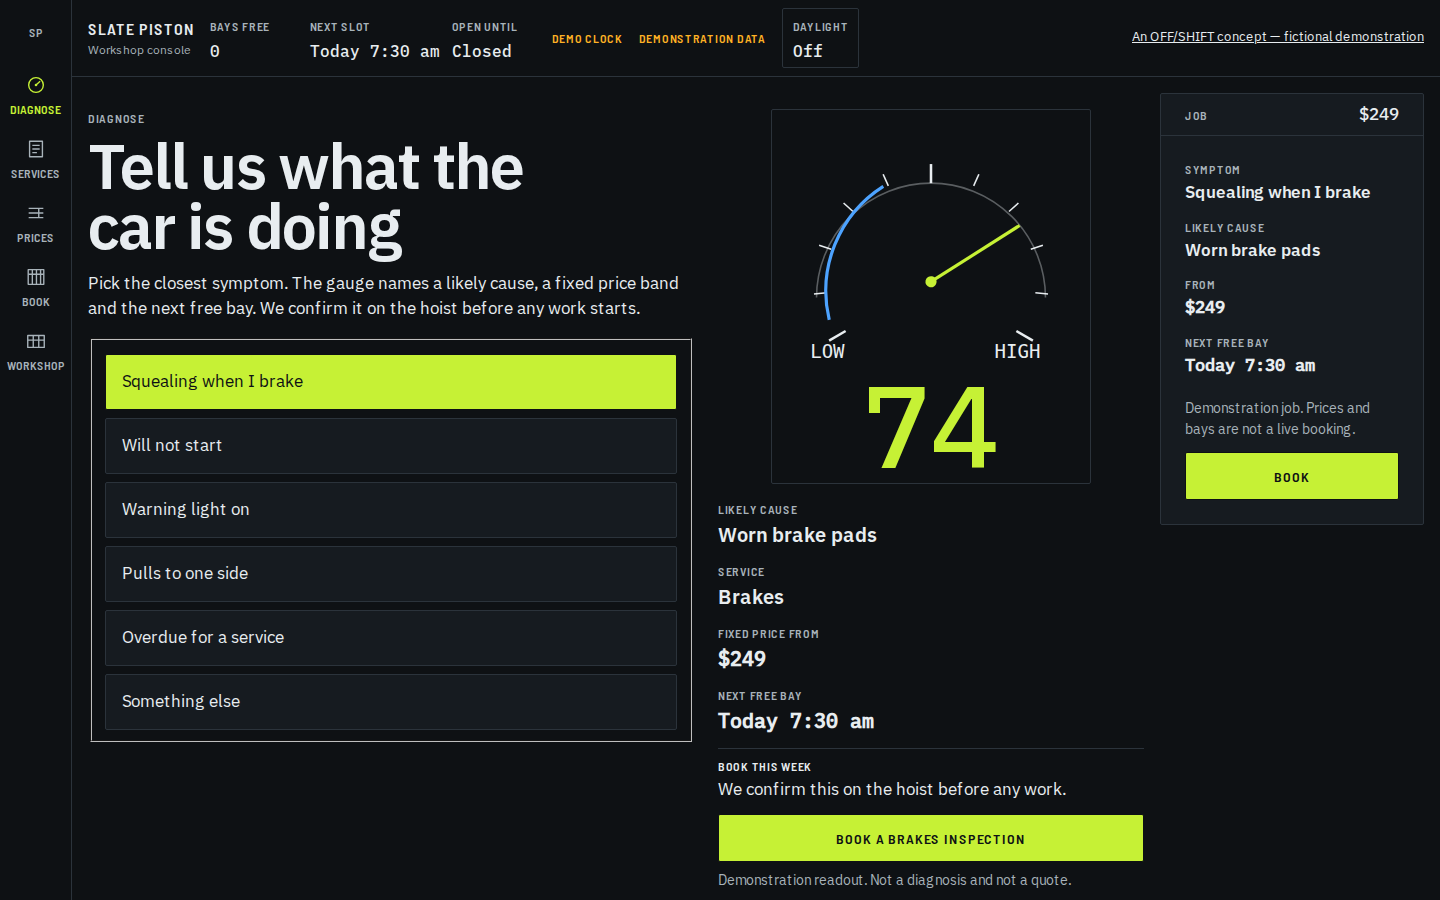 SP
DIAGNOSE
SERVICES
PRICES
BOOK
WORKSHOP
SLATE PISTON
Workshop console
BAYS FREE
0
NEXT SLOT
Today 7:30 am
OPEN UNTIL
Closed
DEMO CLOCK
DEMONSTRATION DATA
DAYLIGHT
Off
An OFF/SHIFT concept — fictional demonstration
DIAGNOSE
Tell us what the
car is doing
Pick the closest symptom. The gauge names a likely cause, a fixed price band
and the next free bay. We confirm it on the hoist before any work starts.
Squealing when I brake
Will not start
Warning light on
Pulls to one side
Overdue for a service
Something else
LOW
HIGH
74
LIKELY CAUSE
Worn brake pads
SERVICE
Brakes
FIXED PRICE FROM
$249
NEXT FREE BAY
Today 7:30 am
BOOK THIS WEEK
We confirm this on the hoist before any work.
BOOK A BRAKES INSPECTION
Demonstration readout. Not a diagnosis and not a quote.
JOB
$249
SYMPTOM
Squealing when I brake
LIKELY CAUSE
Worn brake pads
FROM
$249
NEXT FREE BAY
Today 7:30 am
Demonstration job. Prices and
bays are not a live booking.
BOOK